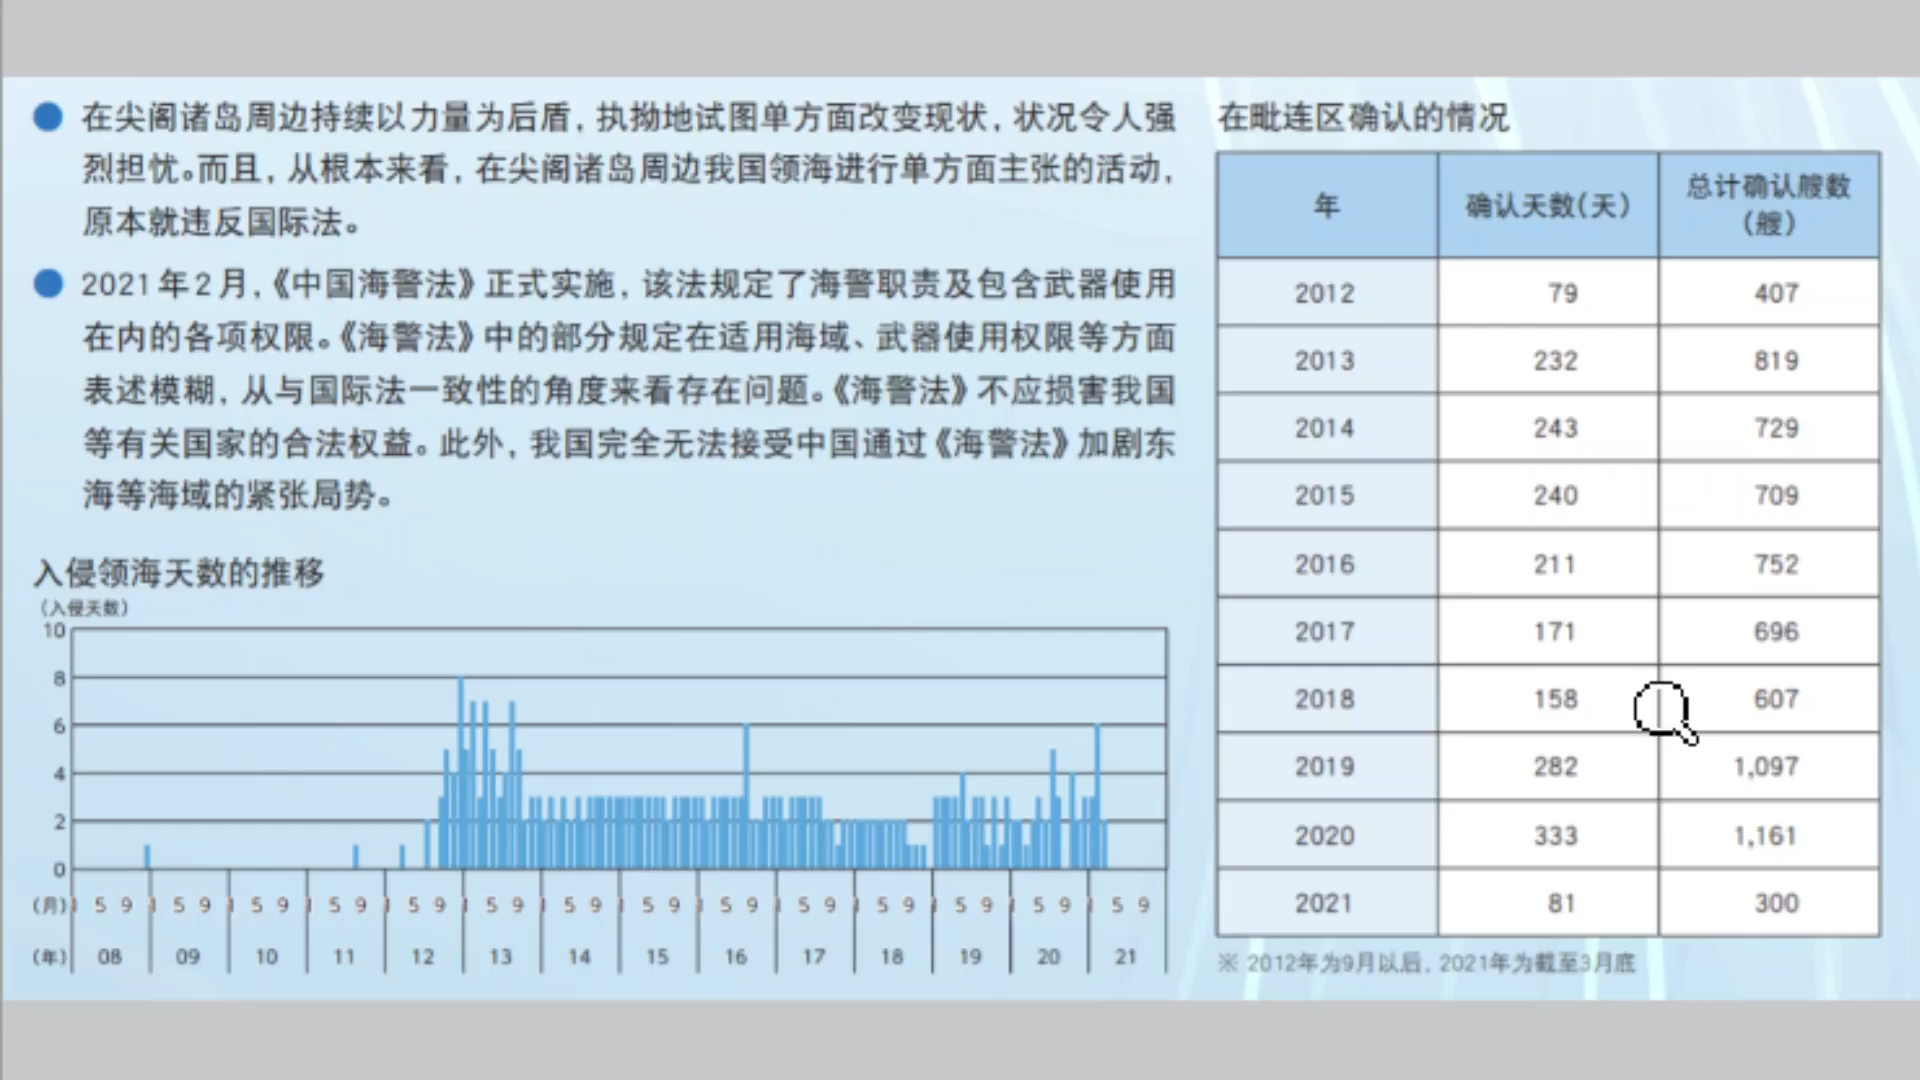 在尖阁诸岛周边持续以力量为后盾，执拗地试图单方面改变现状，状况令人强
烈担忧。而且，从根本来看，在尖阁诸岛周边我国领海进行单方面主张的活动，
原本就违反国际法。
2021年2月，《中国海警法》正式实施，该法规定了海警职责及包含武器使用
在内的各项权限。《海警法》中的部分规定在适用海域、武器使用权限等方面
表述模糊，从与国际法一致性的角度来看存在问题。《海警法》不应损害我国
等有关国家的合法权益。此外，我国完全无法接受中国通过《海警法》加剧东
海等海域的紧张局势。
入侵领海天数的推移
（入侵天数）
10
8
6
4
2
0
（月）1 5 9 1 5 9 1 5 9 1 5 9 1 5 9 1 5 9 1 5 9 1 5 9 1 5 9 1 5 9 1 5 9 1 5 9 1 5 9 1 5 9
（年） 08 09 10 11 12 13 14 15 16 17 18 19 20 21
在毗连区确认的情况
年 确认天数（天） 总计确认艘数
（艘）
2012 79 407
2013 232 819
2014 243 729
2015 240 709
2016 211 752
2017 171 696
2018 158 607
2019 282 1,097
2020 333 1,161
2021 81 300
※ 2012年为9月以后，2021年为截至3月底